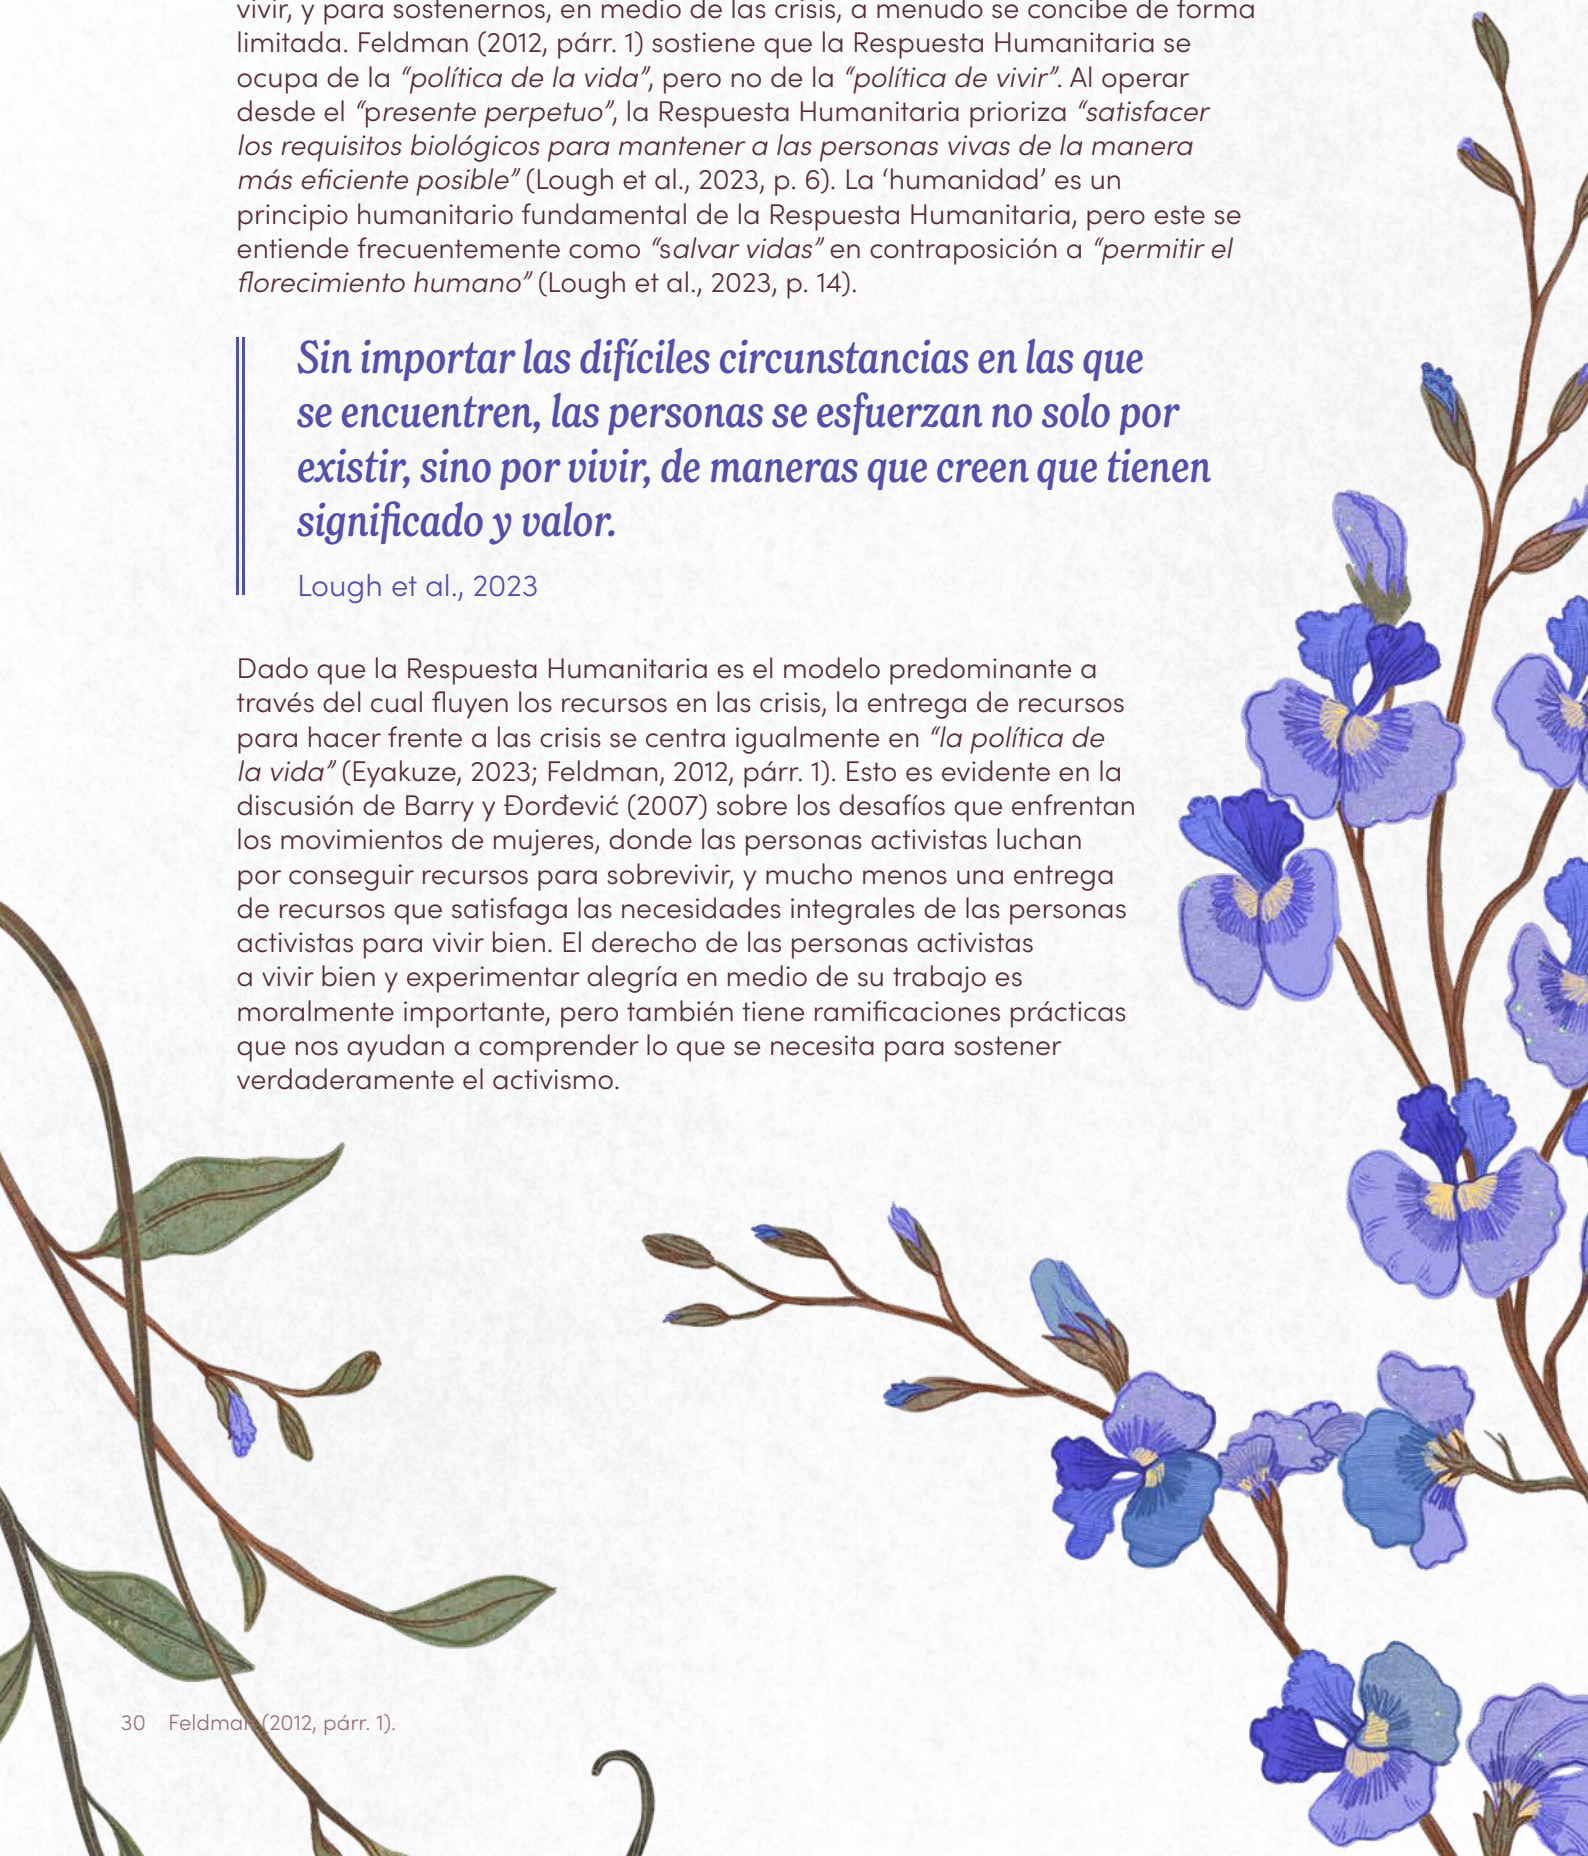 vivir, y para sostenernos, en medio de las crisis, a menudo se concibe de forma
limitada. Feldman (2012, párr. 1) sostiene que la Respuesta Humanitaria se
ocupa de la “política de la vida”, pero no de la “política de vivir”. Al operar
desde el “presente perpetuo”, la Respuesta Humanitaria prioriza “satisfacer
los requisitos biológicos para mantener a las personas vivas de la manera
más eficiente posible” (Lough et al., 2023, p. 6). La ‘humanidad’ es un
principio humanitario fundamental de la Respuesta Humanitaria, pero este se
entiende frecuentemente como “salvar vidas” en contraposición a “permitir el
florecimiento humano” (Lough et al., 2023, p. 14).
Sin importar las difíciles circunstancias en las que
se encuentren, las personas se esfuerzan no solo por
existir, sino por vivir, de maneras que creen que tienen
significado y valor.
Lough et al., 2023
Dado que la Respuesta Humanitaria es el modelo predominante a
través del cual fluyen los recursos en las crisis, la entrega de recursos
para hacer frente a las crisis se centra igualmente en “la política de
la vida” (Eyakuze, 2023; Feldman, 2012, párr. 1). Esto es evidente en la
discusión de Barry y Đorđević (2007) sobre los desafíos que enfrentan
los movimientos de mujeres, donde las personas activistas luchan
por conseguir recursos para sobrevivir, y mucho menos una entrega
de recursos que satisfaga las necesidades integrales de las personas
activistas para vivir bien. El derecho de las personas activistas
a vivir bien y experimentar alegría en medio de su trabajo es
moralmente importante, pero también tiene ramificaciones prácticas
que nos ayudan a comprender lo que se necesita para sostener
verdaderamente el activismo.
30 Feldman (2012, párr. 1).